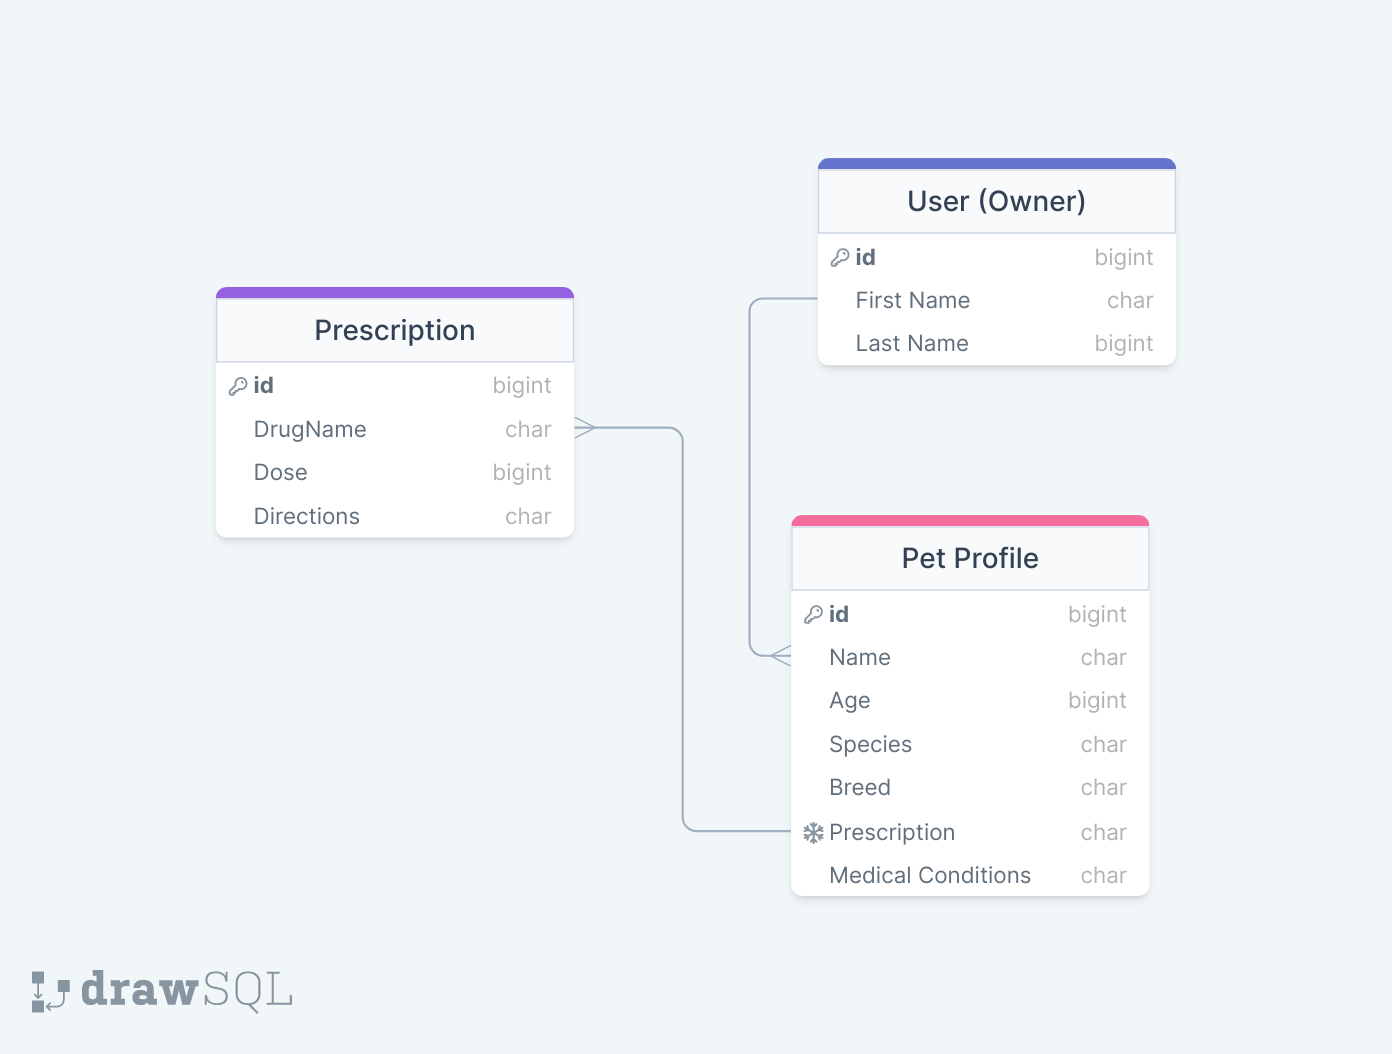 User (Owner)
id bigint
First Name char
Last Name bigint
Prescription
id bigint
DrugName char
Dose bigint
Directions char
Pet Profile
id bigint
Name char
Age bigint
Species char
Breed char
Prescription char
Medical Conditions char
drawSQL